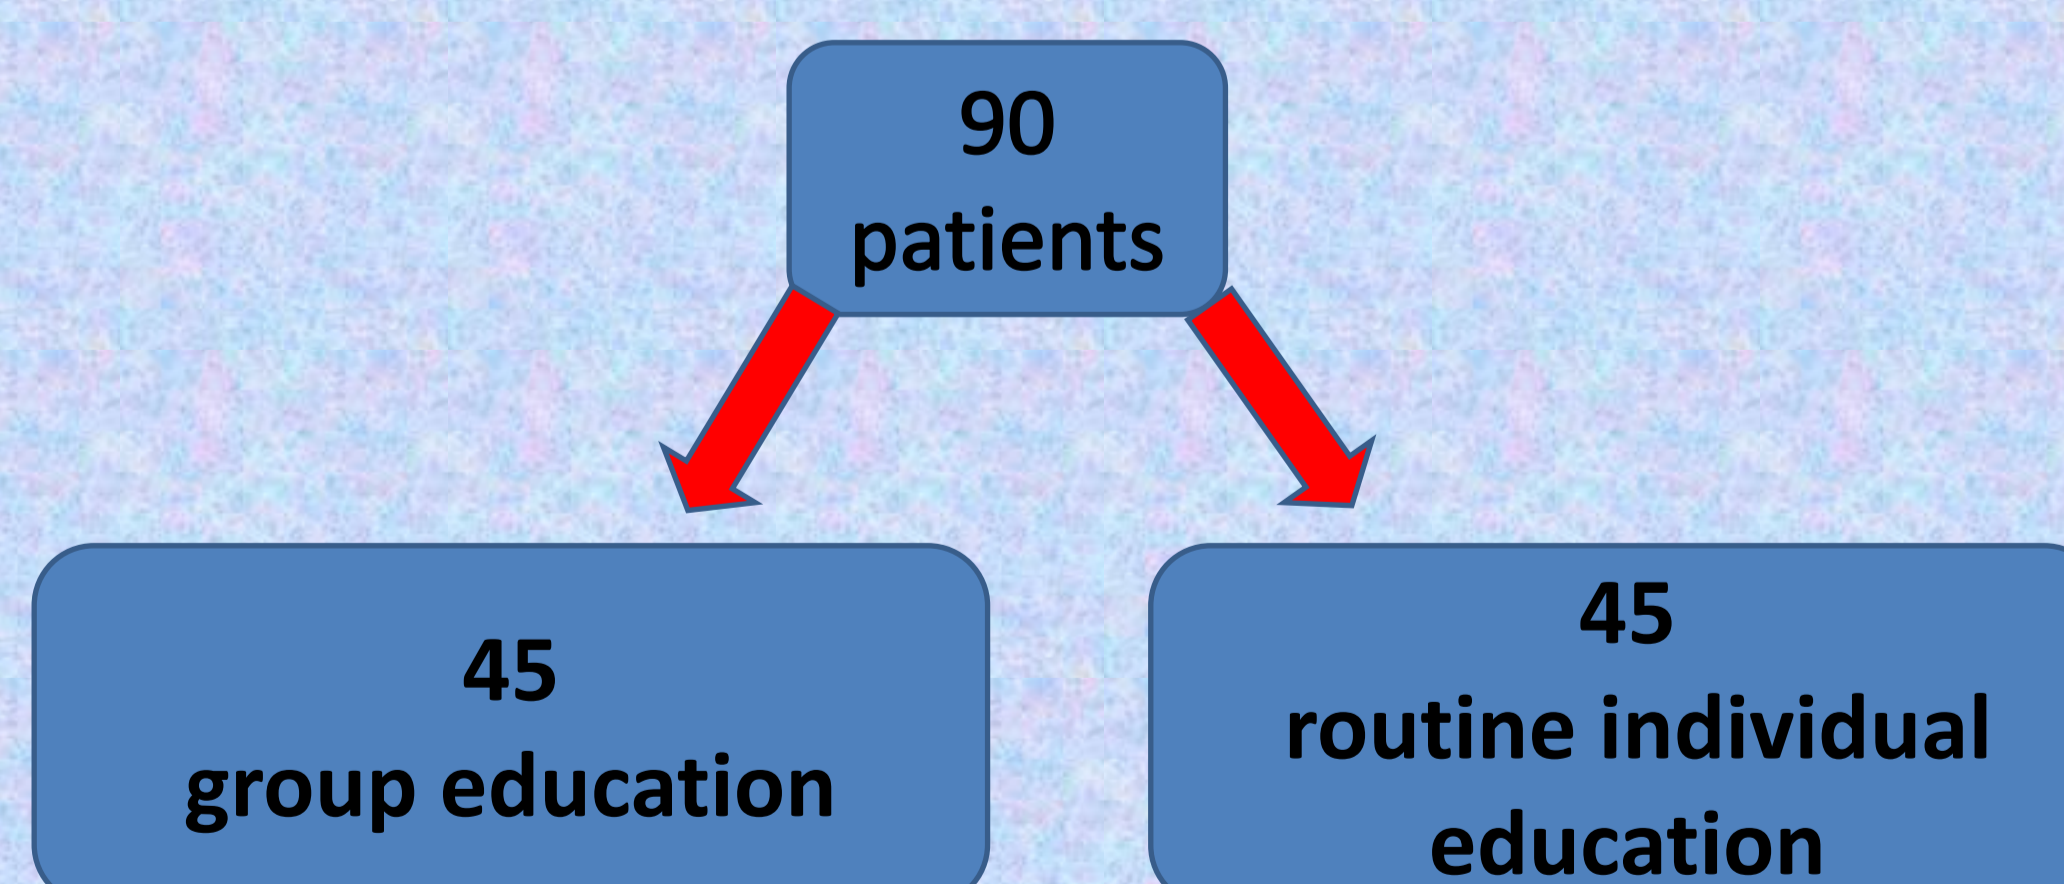 90
patients
45
group education
45
routine individual
education